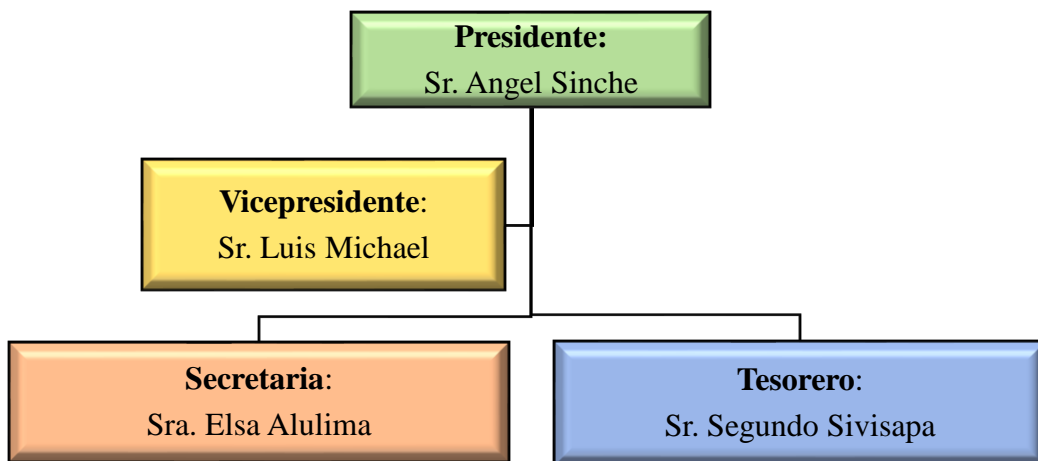 Presidente:
Sr. Angel Sinche
Vicepresidente:
Sr. Luis Michael
Secretaria:
Sra. Elsa Alulima
Tesorero:
Sr. Segundo Sivisapa